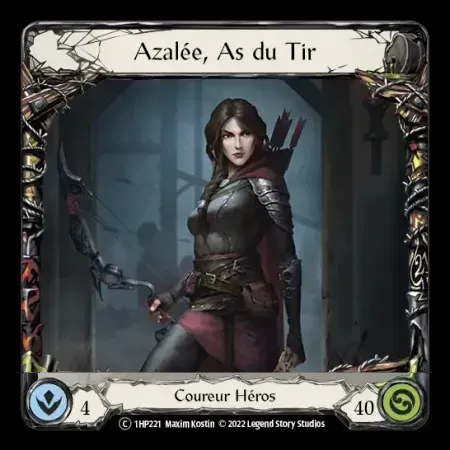 Azalée, As du Tir
Coureur Héros
4
40
C 1HP221 Maxim Kostin © 2022 Legend Story Studios